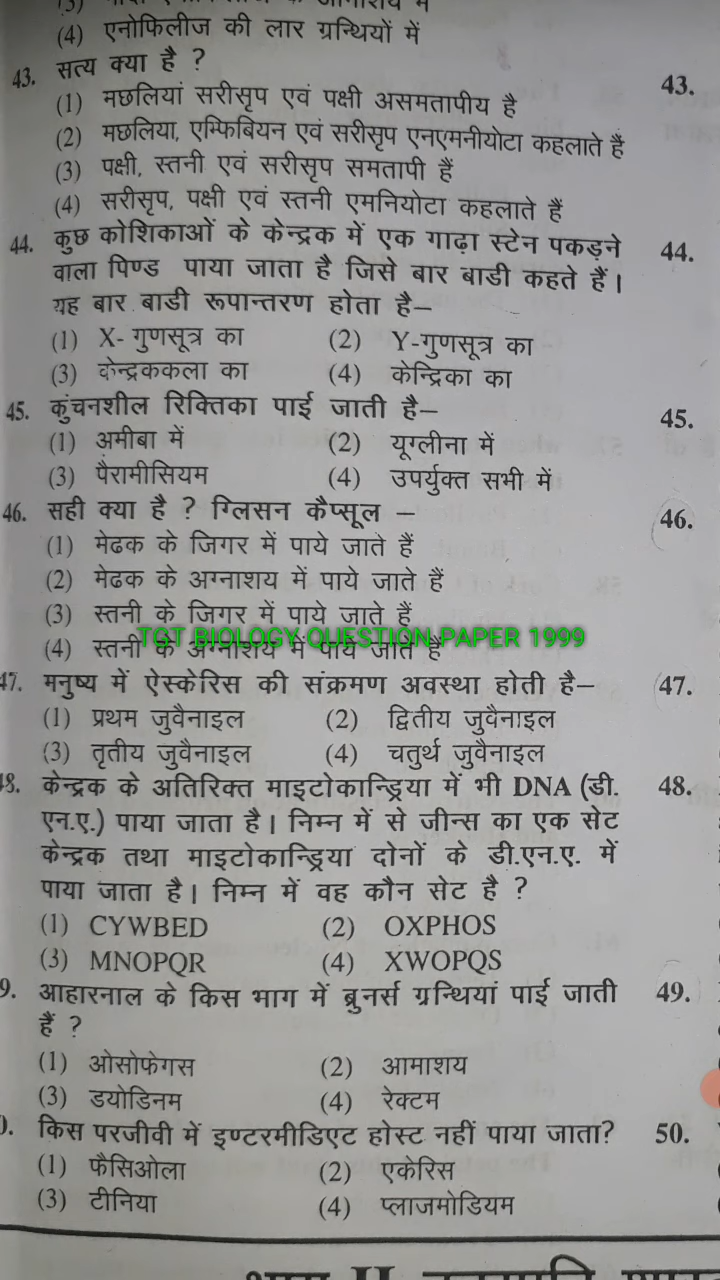 (4) एनोफिलीज की लार ग्रन्थियों में
43. सत्य क्या है ?
(1) मछलियां सरीसृप एवं पक्षी असमतापीय है
(2) मछलिया, एम्फिबियन एवं सरीसृप एनएमनीयोटा कहलाते है
(3) पक्षी, स्तनी एवं सरीसृप समतापी हैं
(4) सरीसृप, पक्षी एवं स्तनी एमनियोटा कहलाते हैं
44. कुछ कोशिकाओं के केन्द्रक में एक गाढ़ा स्टेन पकड़ने
वाला पिण्ड पाया जाता है जिसे बार बाडी कहते हैं।
यह बार बाडी रूपान्तरण होता है–
(1) X- गुणसूत्र का (2) Y-गुणसूत्र का
(3) केन्द्रककला का (4) केन्द्रिका का
45. कुंचनशील रिक्तिका पाई जाती है–
(1) अमीबा में (2) यूग्लीना में
(3) पैरामीसियम (4) उपर्युक्त सभी में
46. सही क्या है ? ग्लिसन कैप्सूल –
(1) मेढक के जिगर में पाये जाते हैं
(2) मेढक के अग्नाशय में पाये जाते हैं
(3) स्तनी के जिगर में पाये जाते हैं
TGT BIOLOGY QUESTION PAPER 1999
(4) स्तनी के अग्नाशय में पाये जाते हैं
47. मनुष्य में ऐस्केरिस की संक्रमण अवस्था होती है–
(1) प्रथम जुवैनाइल (2) द्वितीय जुवैनाइल
(3) तृतीय जुवैनाइल (4) चतुर्थ जुवैनाइल
48. केन्द्रक के अतिरिक्त माइटोकान्ड्रिया में भी DNA (डी.
एन.ए.) पाया जाता है। निम्न में से जीन्स का एक सेट
केन्द्रक तथा माइटोकान्ड्रिया दोनों के डी.एन.ए. में
पाया जाता है। निम्न में वह कौन सेट है ?
(1) CYWBED (2) OXPHOS
(3) MNOPQR (4) XWOPQS
9. आहारनाल के किस भाग में ब्रुनर्स ग्रन्थियां पाई जाती
हैं ?
(1) ओसोफेगस (2) आमाशय
(3) डयोडिनम (4) रेक्टम
0. किस परजीवी में इण्टरमीडिएट होस्ट नहीं पाया जाता?
(1) फैसिओला (2) एकेरिस
(3) टीनिया (4) प्लाजमोडियम
43.
44.
45.
46.
47.
48.
49.
50.